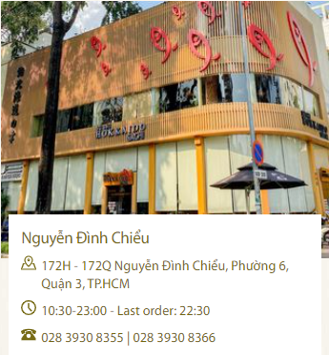 HOKKAIDO
Nguyễn Đình Chiểu
172H - 172Q Nguyễn Đình Chiểu, Phường 6,
Quận 3, TP.HCM
10:30-23:00 - Last order: 22:30
028 3930 8355 | 028 3930 8366